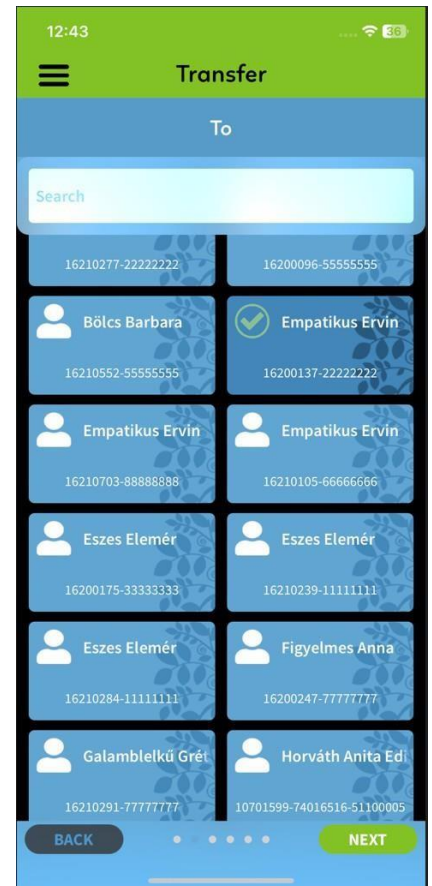 12:43
36
Transfer
To
Search
16210277-22222222
16200096-55555555
Bölcs Barbara
Empatikus Ervin
16210552-55555555
16200137-22222222
Empatikus Ervin
Empatikus Ervin
16210703-88888888
16210105-66666666
Eszes Elemér
Eszes Elemér
16200175-33333333
16210239-11111111
Eszes Elemér
Figyelmes Anna
16210284-11111111
16200247-77777777
Galamblelkű Grét
Horváth Anita Edi
16210291-77777777
10701599-74016516-51100005
BACK
NEXT